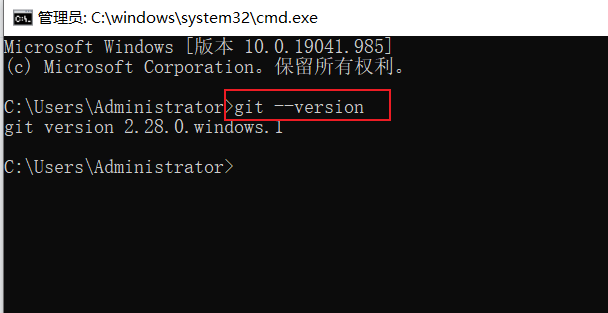 管理员: C:\windows\system32\cmd.exe
Microsoft Windows [版本 10.0.19041.985]
(c) Microsoft Corporation。保留所有权利。
C:\Users\Administrator>git --version
git version 2.28.0.windows.1
C:\Users\Administrator>